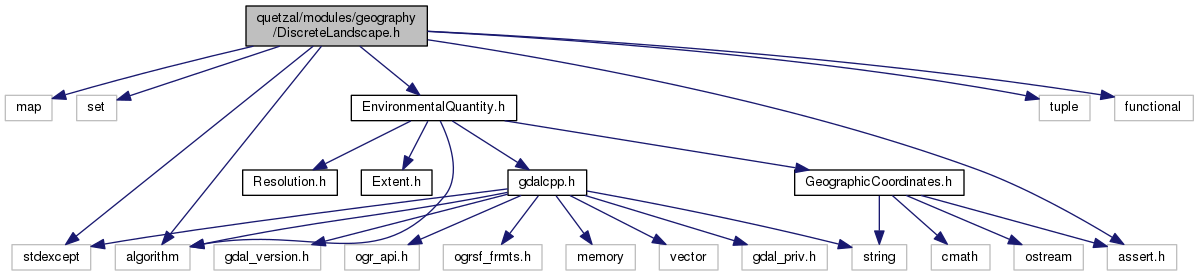 quetzal/modules/geography
/DiscreteLandscape.h
map
set
EnvironmentalQuantity.h
tuple
functional
Resolution.h
Extent.h
gdalcpp.h
GeographicCoordinates.h
stdexcept
algorithm
gdal_version.h
ogr_api.h
ogrsf_frmts.h
memory
vector
gdal_priv.h
string
cmath
ostream
assert.h